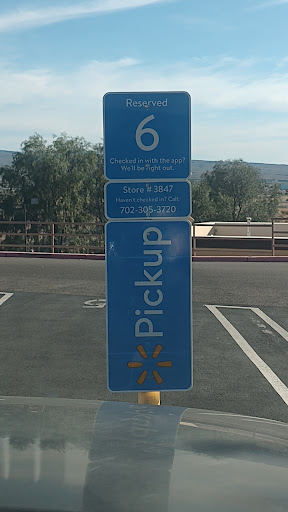 Reserved
6
Checked in with the app?
We'll be right out.
Store # 3847
Haven't checked in? Call:
702-305-3720
Pickup